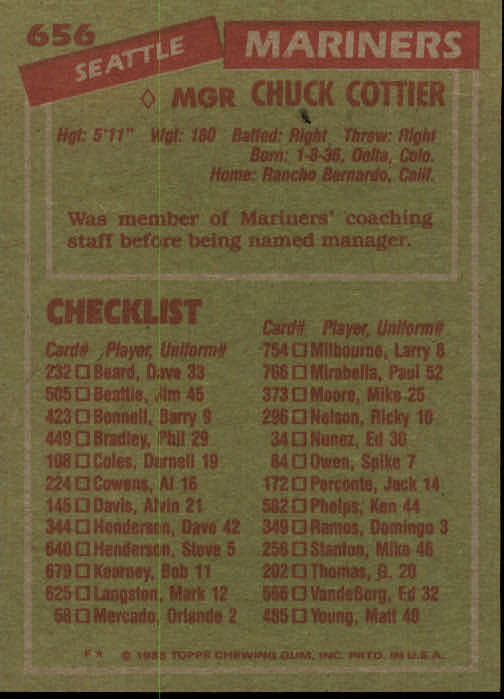 656
SEATTLE MARINERS
◊ MGR CHUCK COTTIER
Hgt: 5'11" Wgt: 180 Batted: Right Threw: Right
Born: 1-8-36, Delta, Colo.
Home: Rancho Bernardo, Calif.
Was member of Mariners' coaching
staff before being named manager.
CHECKLIST
Card# Player, Uniform#
232 ☐ Beard, Dave 33
505 ☐ Beattie, Jim 45
423 ☐ Bonnell, Barry 9
449 ☐ Bradley, Phil 29
108 ☐ Coles, Darnell 19
224 ☐ Cowens, Al 16
145 ☐ Davis, Alvin 21
344 ☐ Henderson, Dave 42
640 ☐ Henderson, Steve 5
679 ☐ Kearney, Bob 11
625 ☐ Langston, Mark 12
58 ☐ Mercado, Orlando 2
Card# Player, Uniform#
754 ☐ Milbourne, Larry 8
766 ☐ Mirabella, Paul 52
373 ☐ Moore, Mike 25
296 ☐ Nelson, Ricky 10
34 ☐ Nunez, Ed 30
84 ☐ Owen, Spike 7
172 ☐ Perconte, Jack 14
582 ☐ Phelps, Ken 44
349 ☐ Ramos, Domingo 3
256 ☐ Stanton, Mike 46
202 ☐ Thomas, G. 20
566 ☐ VandeBerg, Ed 32
485 ☐ Young, Matt 40
F* © 1985 TOPPS CHEWING GUM, INC. PRTD. IN U.S.A.